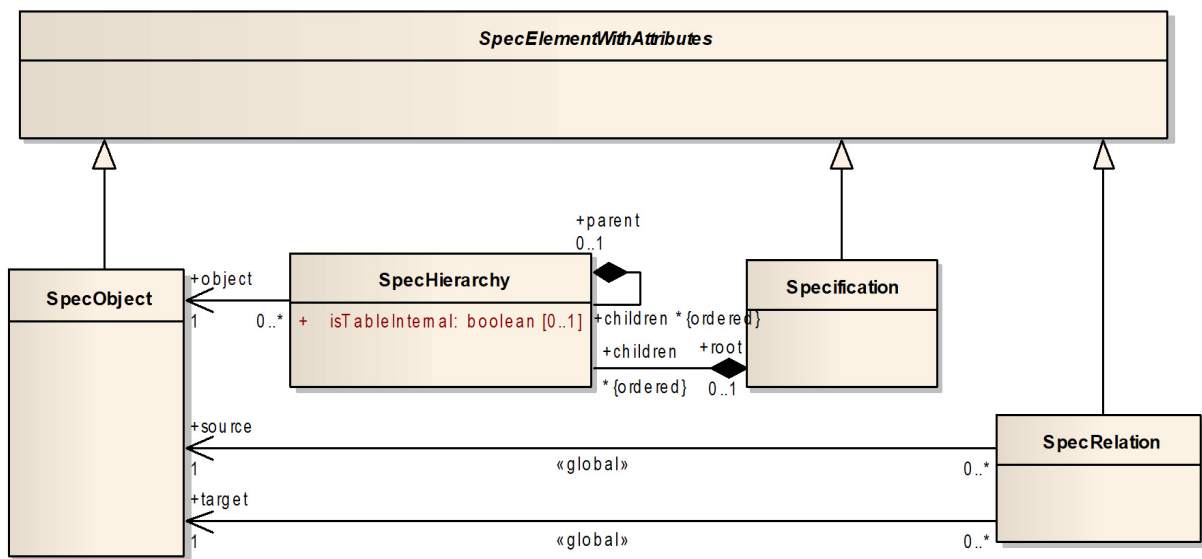 SpecElementWithAttributes
+parent
0..1
SpecObject
+object
1
0..*
SpecHierarchy
+ isTableInternal: boolean [0..1]
+children * {ordered}
+children
* {ordered}
+root
0..1
Specification
+source
1
«global»
0..*
SpecRelation
+target
1
«global»
0..*